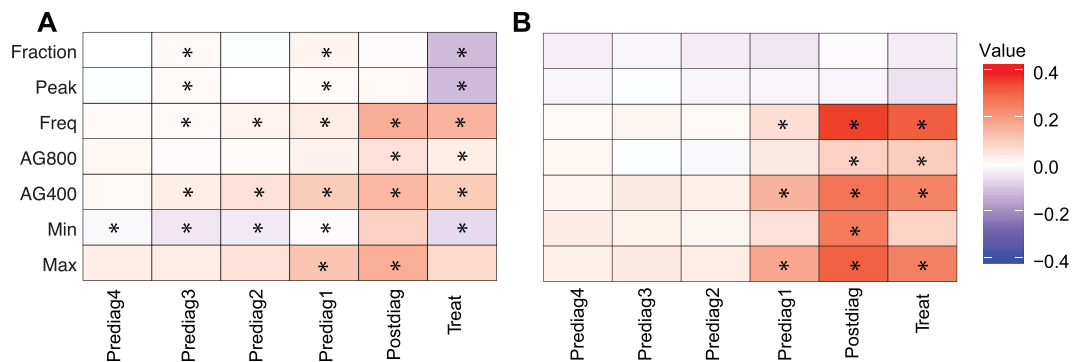 A
B
Fraction * * *
Peak * * *
Freq * * * * * * * *
AG800 * * * *
AG400 * * * * * * * *
Min * * * * * *
Max * * * * *
Prediag4 Prediag3 Prediag2 Prediag1 Postdiag Treat
Prediag4 Prediag3 Prediag2 Prediag1 Postdiag Treat
Value
0.4
0.2
0.0
−0.2
−0.4